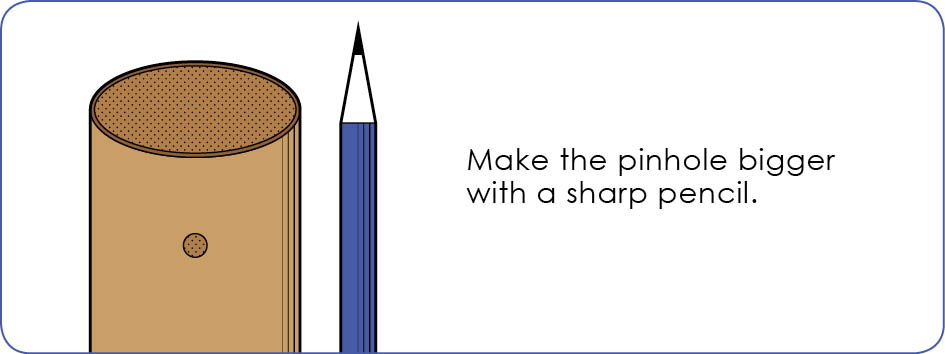 Make the pinhole bigger
with a sharp pencil.